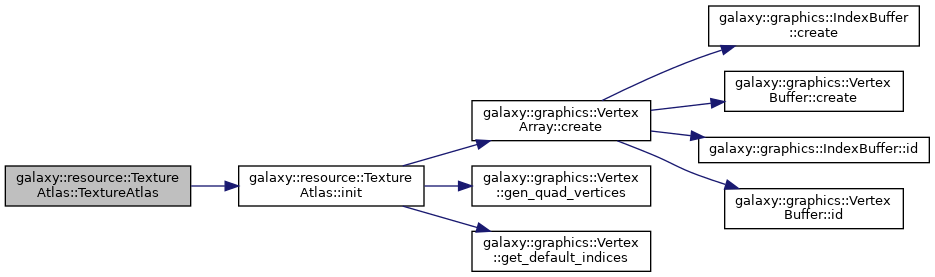 galaxy::resource::Texture
Atlas::TextureAtlas
galaxy::resource::Texture
Atlas::init
galaxy::graphics::Vertex
Array::create
galaxy::graphics::Vertex
::gen_quad_vertices
galaxy::graphics::Vertex
::get_default_indices
galaxy::graphics::IndexBuffer
::create
galaxy::graphics::Vertex
Buffer::create
galaxy::graphics::IndexBuffer::id
galaxy::graphics::Vertex
Buffer::id